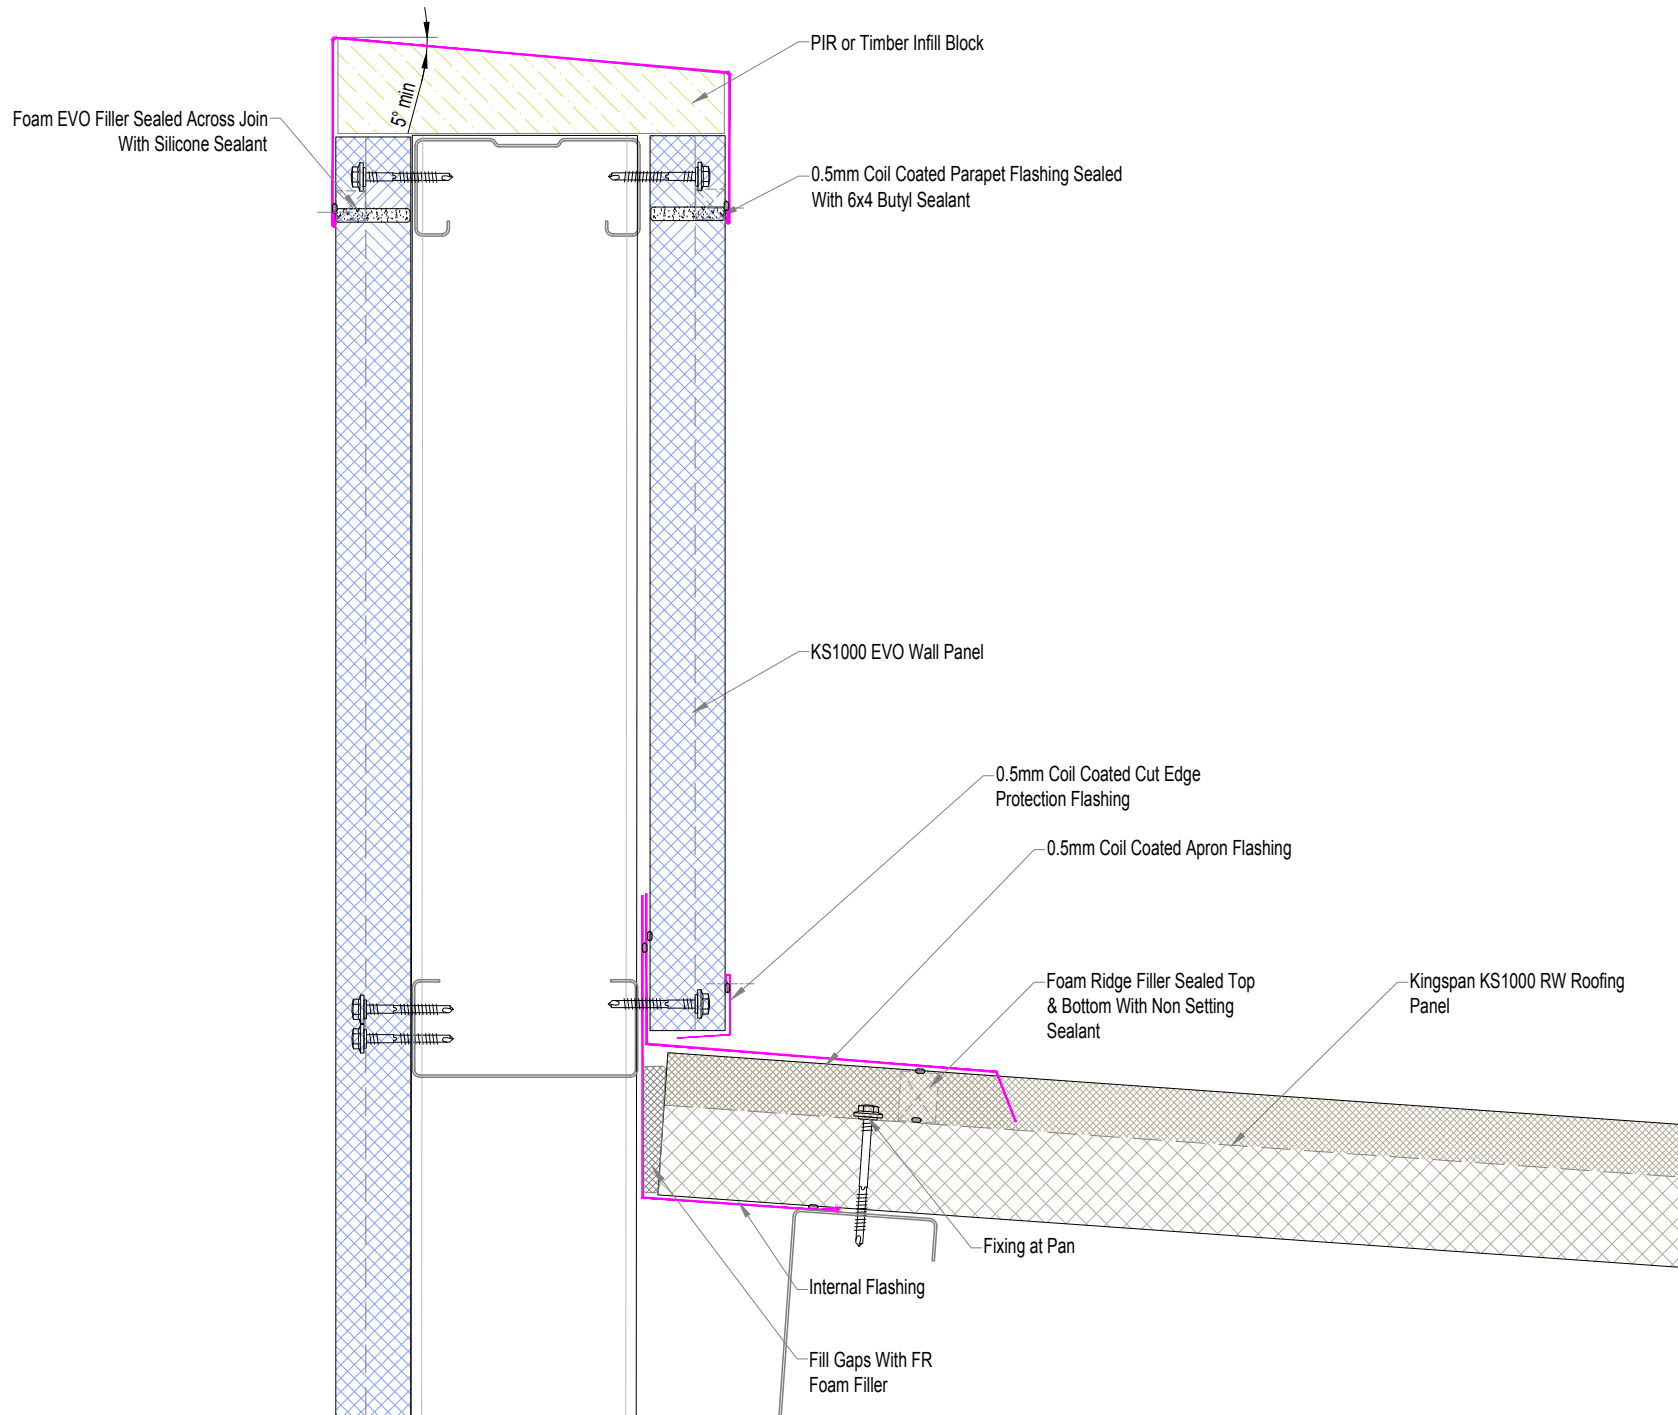 PIR or Timber Infill Block
5° min
Foam EVO Filler Sealed Across Join
With Silicone Sealant
0.5mm Coil Coated Parapet Flashing Sealed
With 6x4 Butyl Sealant
KS1000 EVO Wall Panel
0.5mm Coil Coated Cut Edge
Protection Flashing
0.5mm Coil Coated Apron Flashing
Foam Ridge Filler Sealed Top
& Bottom With Non Setting
Sealant
Kingspan KS1000 RW Roofing
Panel
Fixing at Pan
Internal Flashing
Fill Gaps With FR
Foam Filler